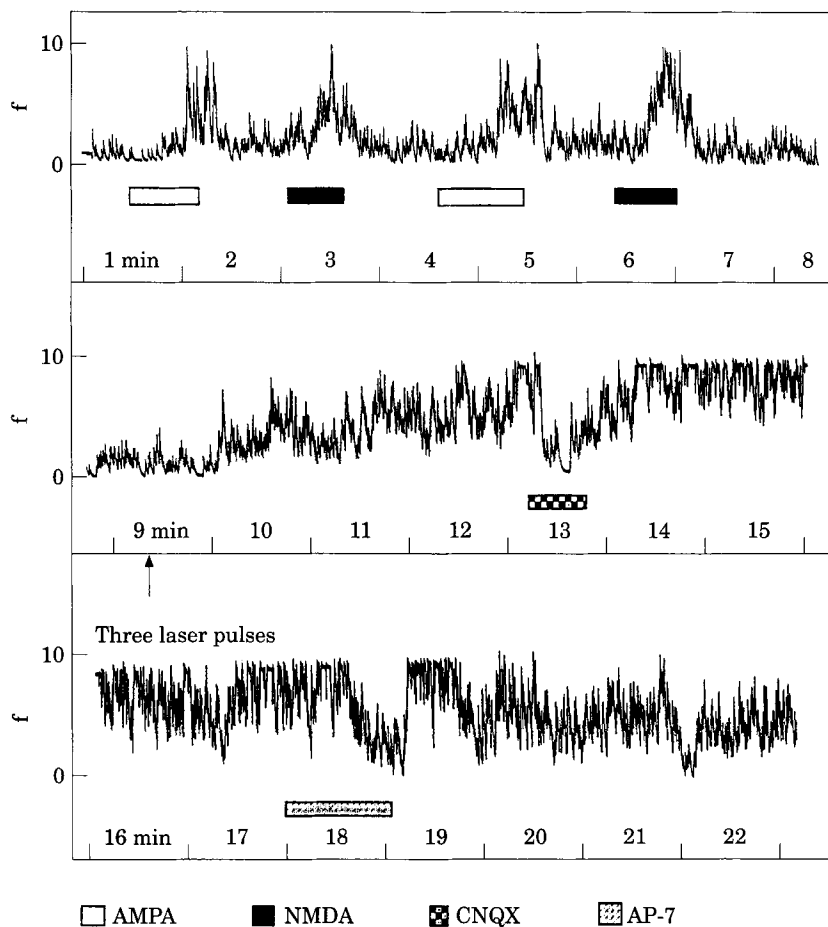 10
f
0
1 min 2 3 4 5 6 7 8
10
f
0
9 min 10 11 12 13 14 15
Three laser pulses
10
f
0
16 min 17 18 19 20 21 22
AMPA NMDA CNQX AP-7